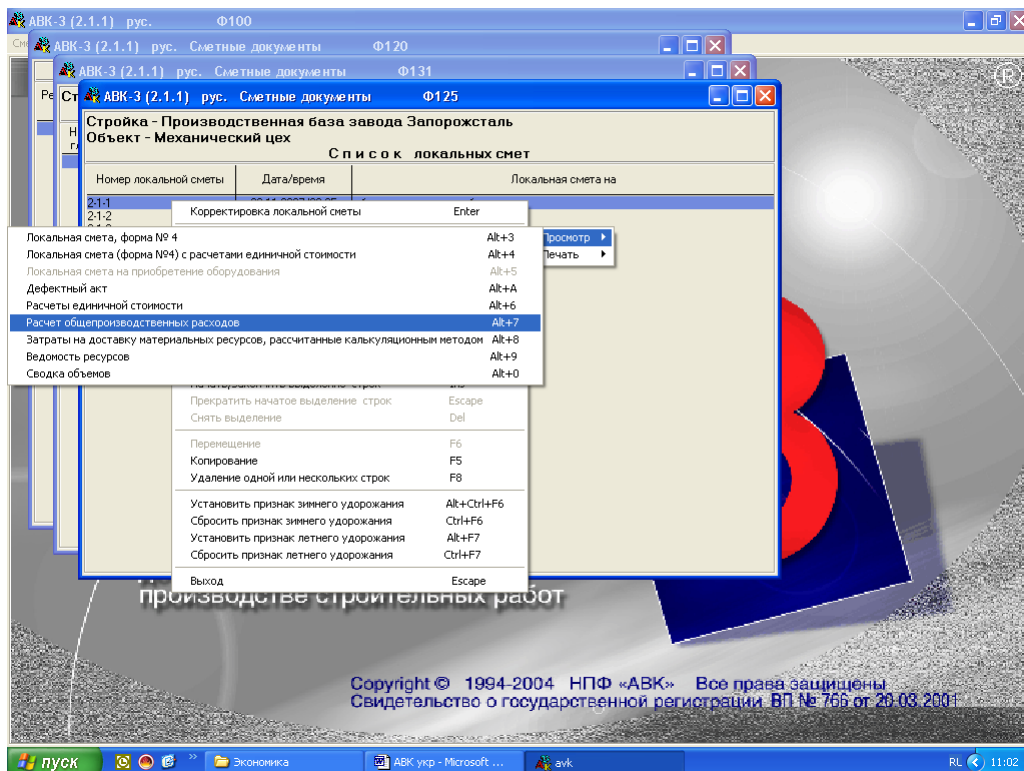 АВК-3 (2.1.1) рус. Ф100
АВК-3 (2.1.1) рус. Сметные документы Ф120
АВК-3 (2.1.1) рус. Сметные документы Ф131
АВК-3 (2.1.1) рус. Сметные документы Ф125
Стройка - Производственная база завода Запорожсталь
Объект - Механический цех
Список локальных смет
Номер локальной сметы Дата/время Локальная смета на
2-1-1
2-1-2
Корректировка локальной сметы Enter
Просмотр
Печать
Локальная смета, форма № 4 Alt+3
Локальная смета (форма №4) с расчетами единичной стоимости Alt+4
Локальная смета на приобретение оборудования Alt+5
Дефектный акт Alt+A
Расчеты единичной стоимости Alt+6
Расчет общепроизводственных расходов Alt+7
Затраты на доставку материальных ресурсов, рассчитанные калькуляционным методом Alt+8
Ведомость ресурсов Alt+9
Сводка объемов Alt+0
Прекратить начатое выделение строк Escape
Снять выделение Del
Перемещение F6
Копирование F5
Удаление одной или нескольких строк F8
Установить признак зимнего удорожания Alt+Ctrl+F6
Сбросить признак зимнего удорожания Ctrl+F6
Установить признак летнего удорожания Alt+F7
Сбросить признак летнего удорожания Ctrl+F7
Выход Escape
производстве строительных работ
Copyright © 1994-2004 НПФ «АВК» Все права защищены
Свидетельство о государственной регистрации ВП № 766 от 20.03.2001
®
пуск Экономика АВК укр - Microsoft ... avk RL 11:02